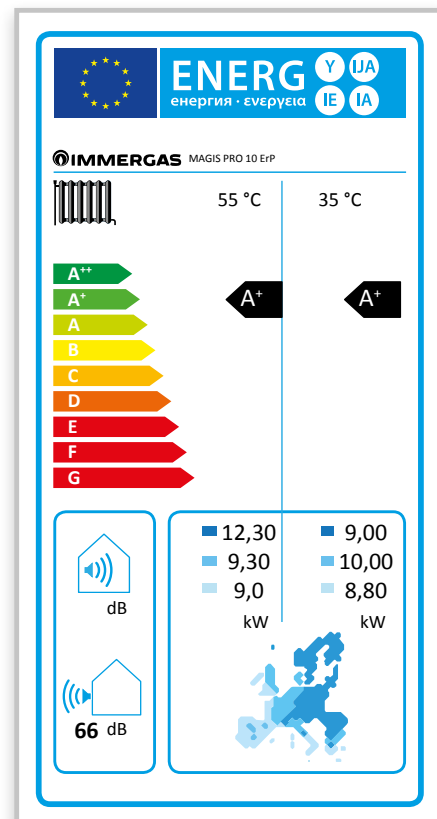 ENERG Y IJA
енергия · ενεργεια IE IA
IMMERGAS MAGIS PRO 10 ErP
55 °C 35 °C
A++
A+ A+ A+
A
B
C
D
E
F
G
12,30 9,00
9,30 10,00
9,0 8,80
kW kW
dB
66 dB